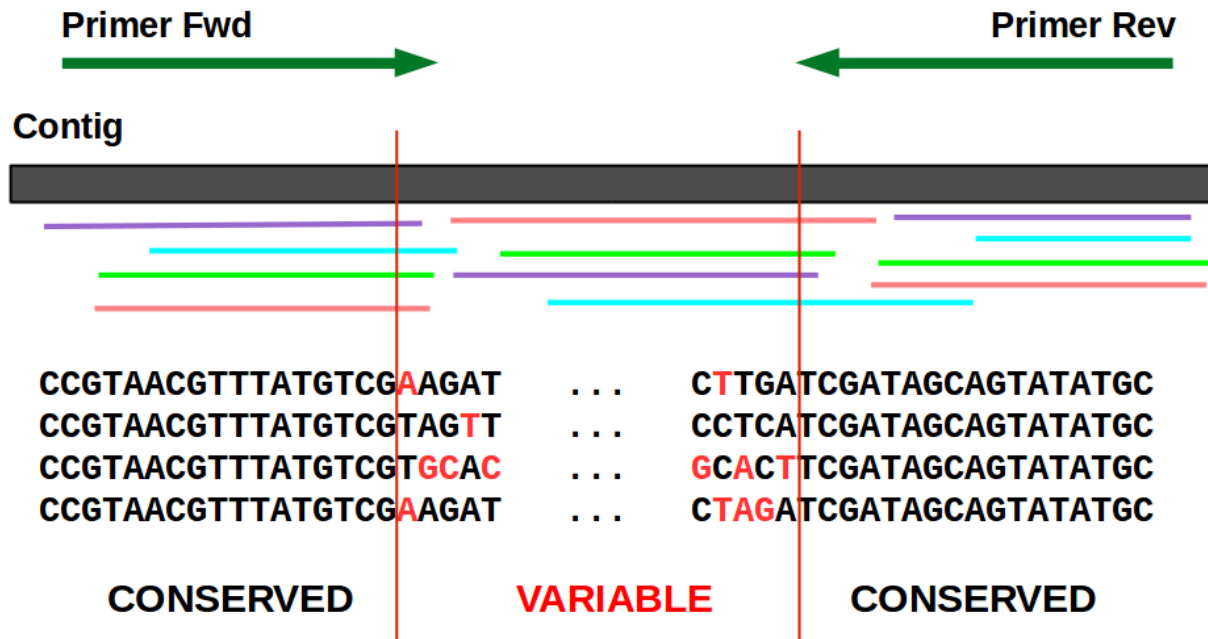 Primer Fwd Primer Rev
Contig
CCGTAACGTTTATGTCGAAGAT ... CTTGATCGATAGCAGTATATGC
CCGTAACGTTTATGTCGTAGTT ... CCTCATCGATAGCAGTATATGC
CCGTAACGTTTATGTCGTGCAC ... GCACTTCGATAGCAGTATATGC
CCGTAACGTTTATGTCGAAGAT ... CTAGATCGATAGCAGTATATGC
CONSERVED VARIABLE CONSERVED